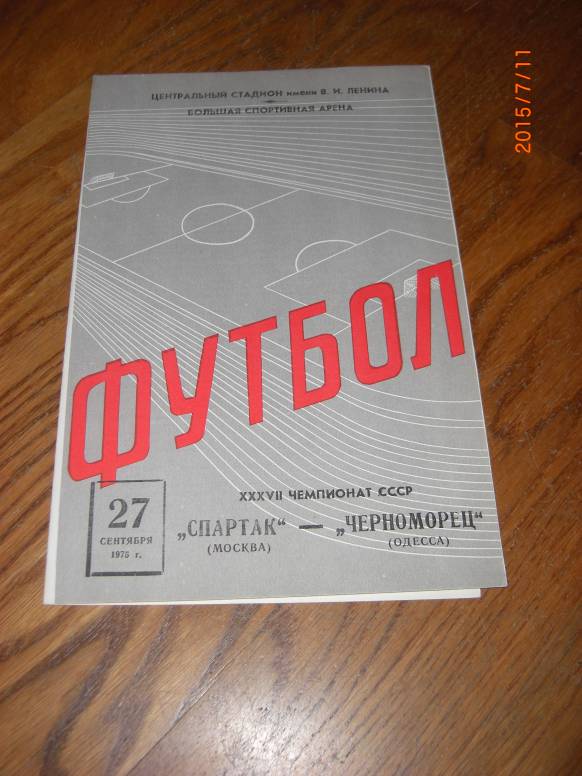 ЦЕНТРАЛЬНЫЙ СТАДИОН имени В. И. ЛЕНИНА
БОЛЬШАЯ СПОРТИВНАЯ АРЕНА
ФУТБОЛ
XXXVII ЧЕМПИОНАТ СССР
27
СЕНТЯБРЯ
1975 г.
„СПАРТАК“ — „ЧЕРНОМОРЕЦ“
(МОСКВА) (ОДЕССА)
2015/7/11